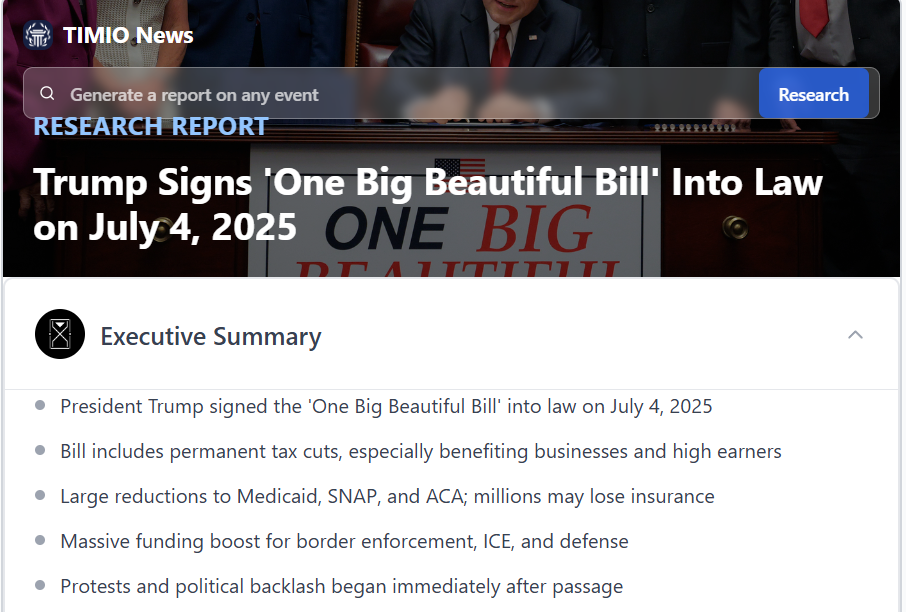 TIMIO News
Generate a report on any event
Research
RESEARCH REPORT
Trump Signs 'One Big Beautiful Bill' Into Law
on July 4, 2025
ONE BIG
BEAUTIFUL
Executive Summary
President Trump signed the 'One Big Beautiful Bill' into law on July 4, 2025
Bill includes permanent tax cuts, especially benefiting businesses and high earners
Large reductions to Medicaid, SNAP, and ACA; millions may lose insurance
Massive funding boost for border enforcement, ICE, and defense
Protests and political backlash began immediately after passage